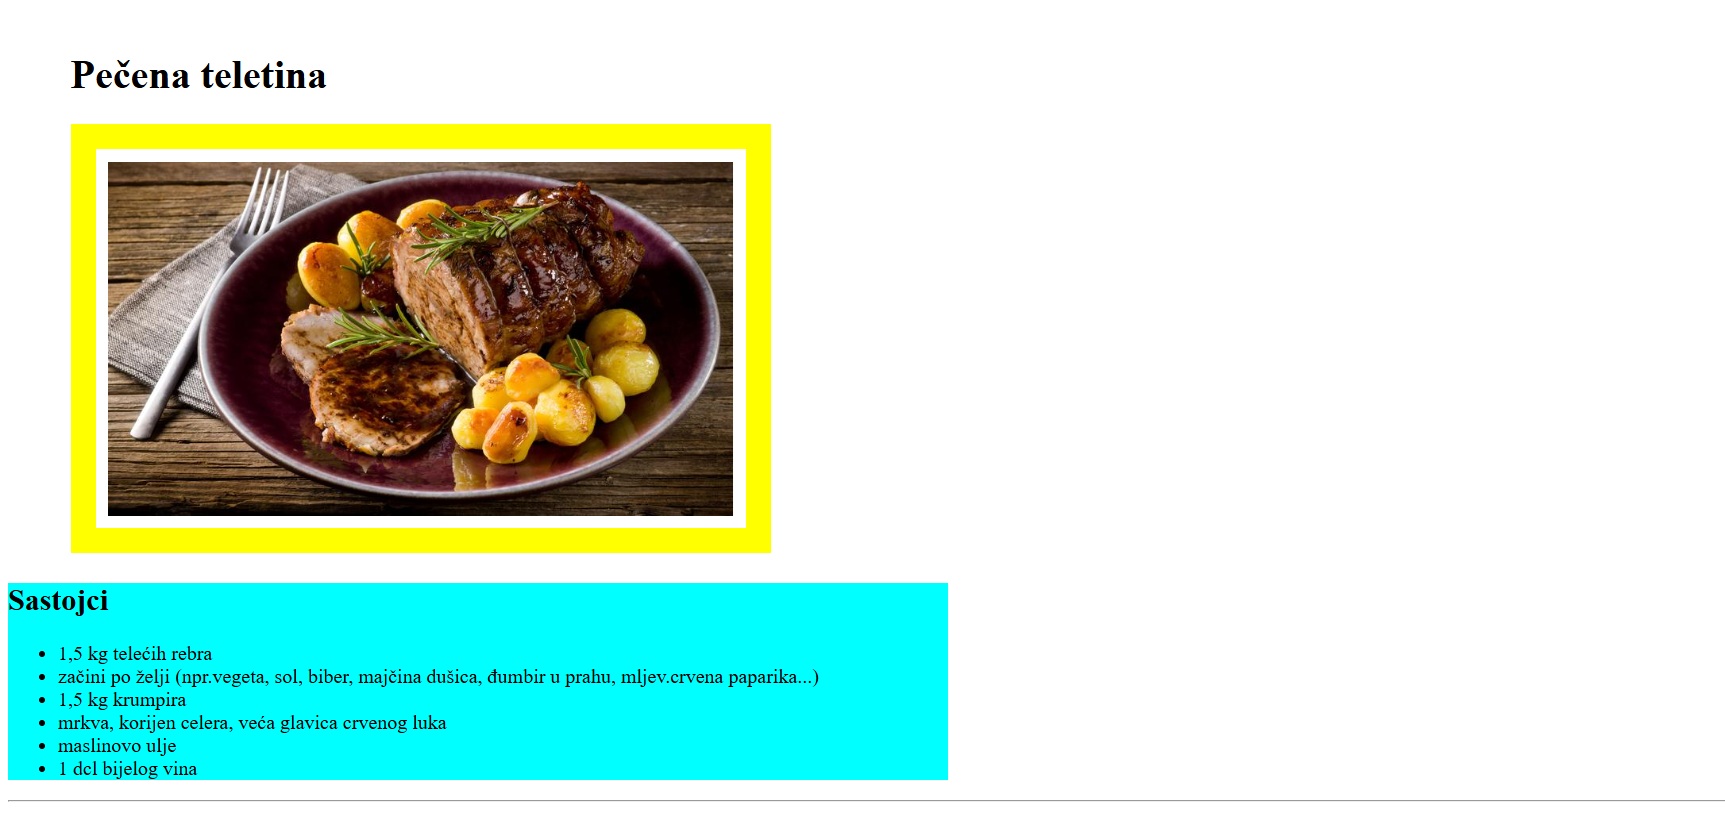 Pečena teletina
Sastojci
1,5 kg telećih rebra
začini po želji (npr.vegeta, sol, biber, majčina dušica, đumbir u prahu, mljev.crvena paparika...)
1,5 kg krumpira
mrkva, korijen celera, veća glavica crvenog luka
maslinovo ulje
1 dcl bijelog vina